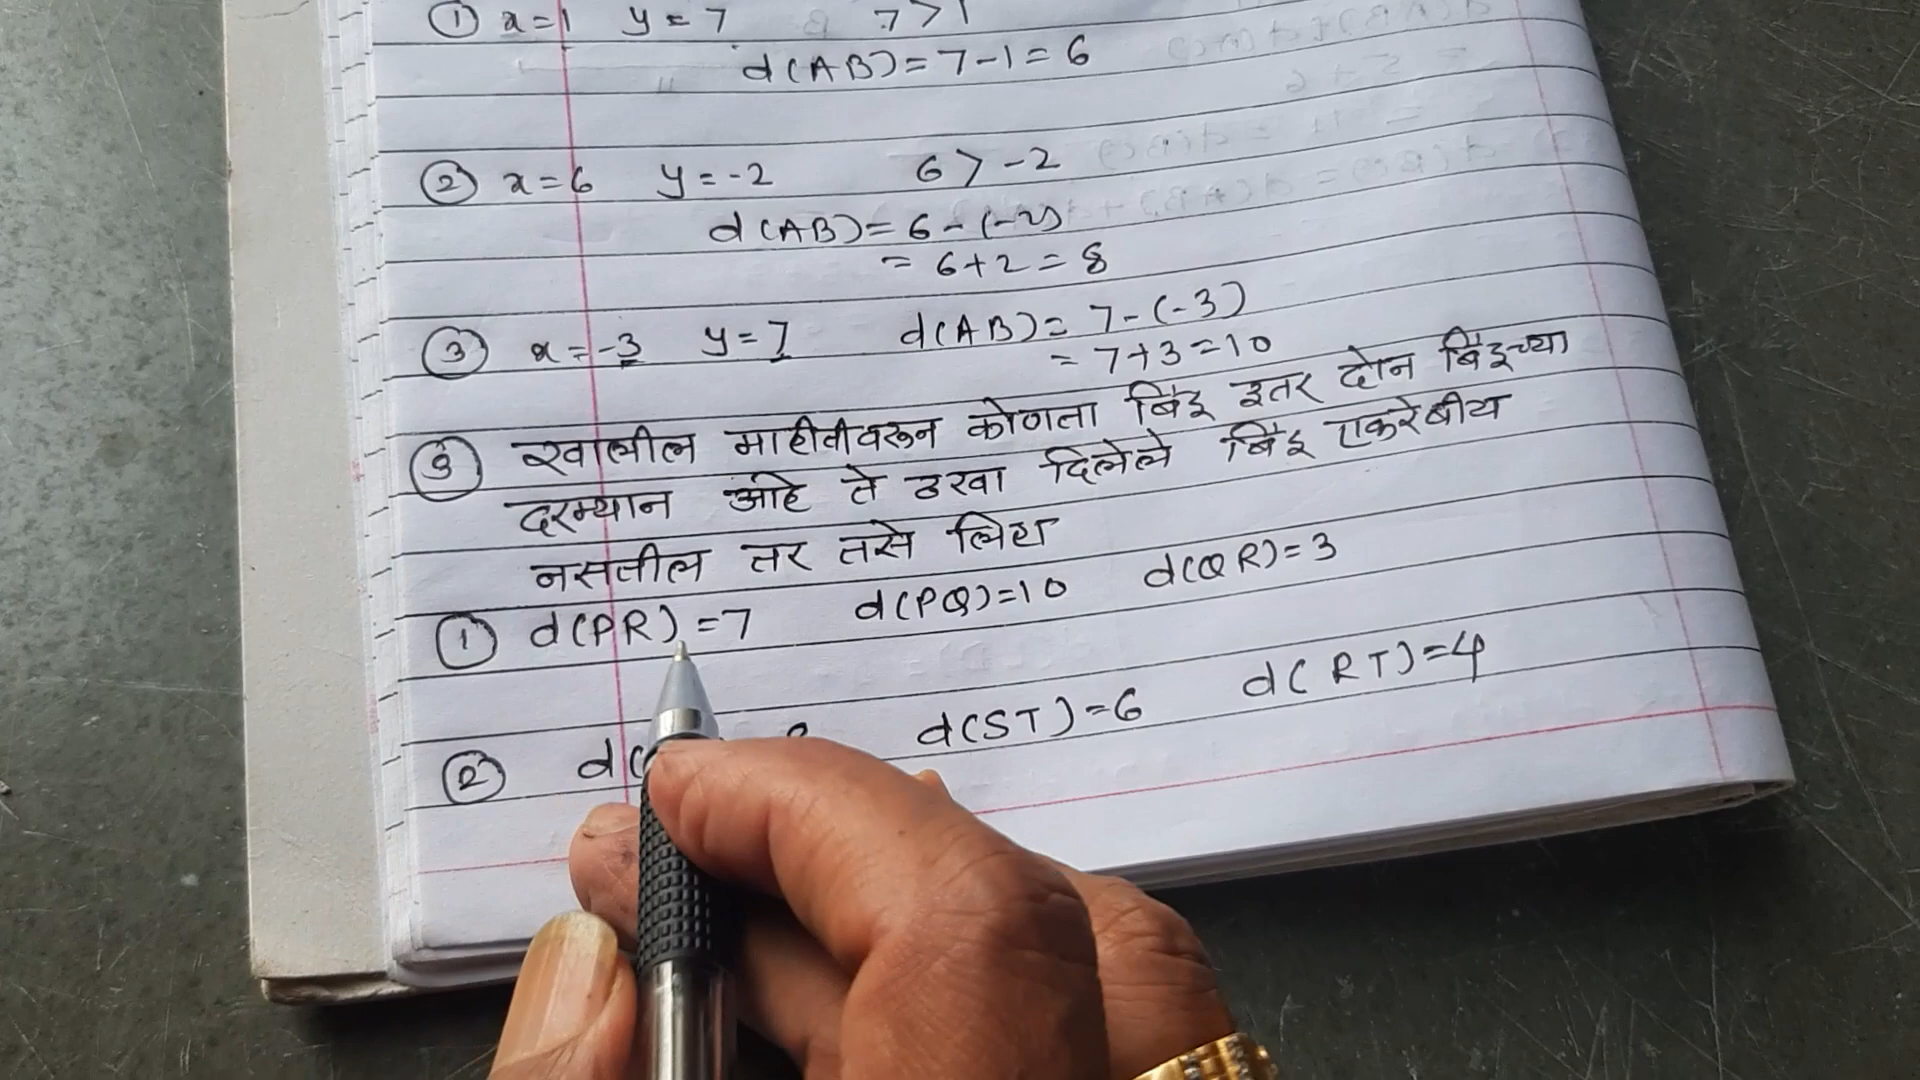 ① x=1 y=7 7>1
d(AB)=7-1=6
② x=6 y=-2 6>-2
d(AB)=6-(-2)
= 6+2=8
③ x=-3 y=7 d(AB)=7-(-3)
=7+3=10
③ खालील माहीतीवरून कोणता बिंदू इतर दोन बिंदूच्या
दरम्यान आहे ते ठरवा दिलेले बिंदू एकरेषीय
नसतील तर तसे लिहा
① d(PR)=7 d(PQ)=10 d(QR)=3
② d( d(ST)=6 d(RT)=4